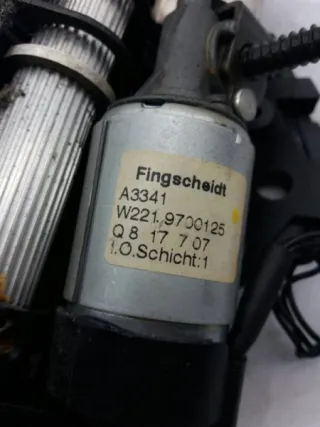 Fingscheidt
A3341
W221.9700125
Q 8 17 7 07
I.O.Schicht:1